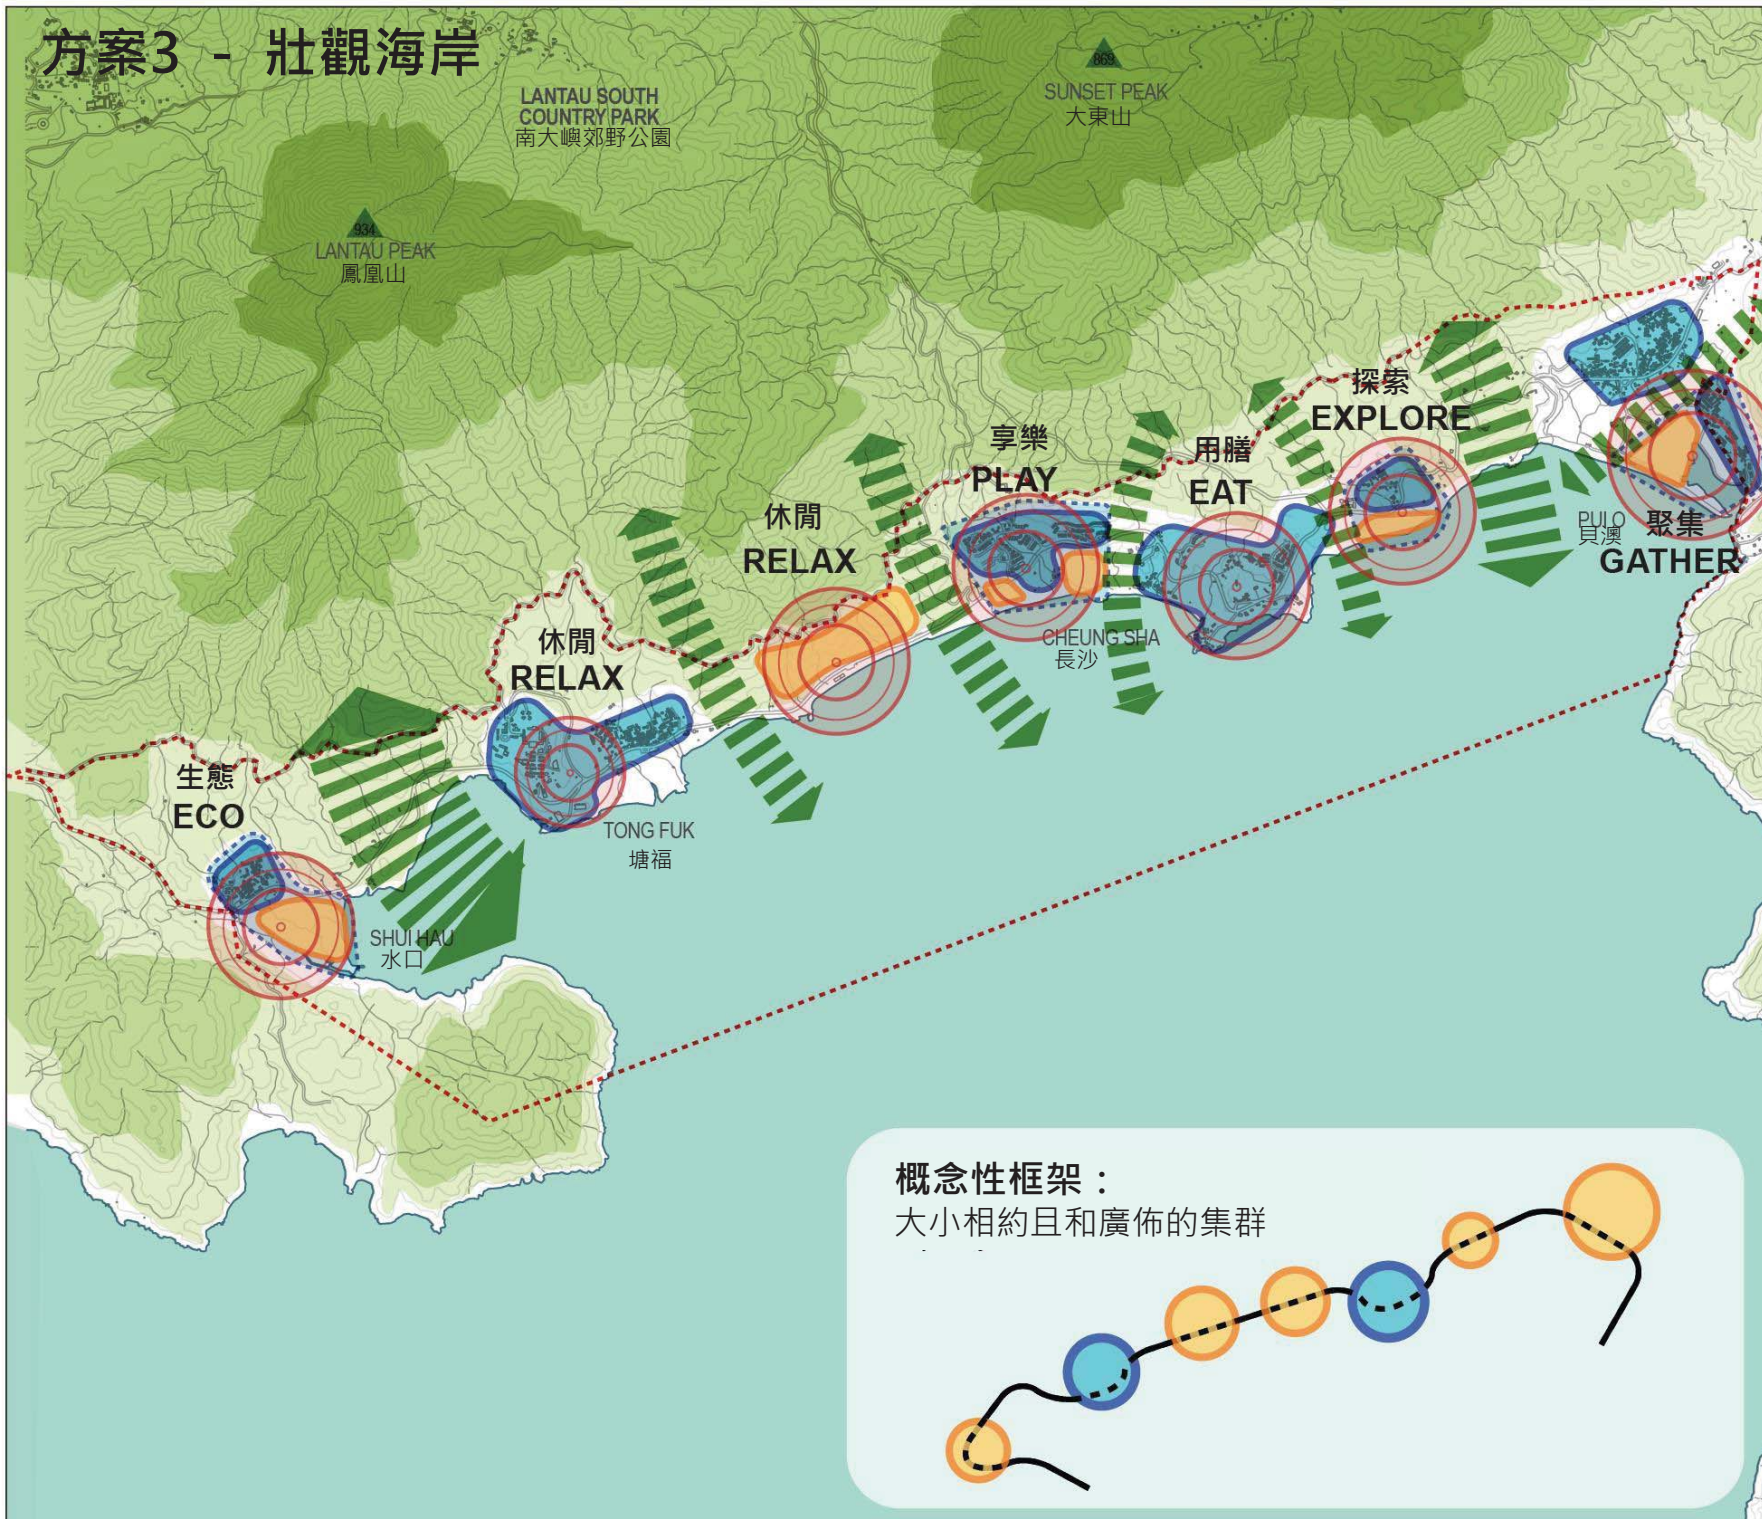 方案3 - 壯觀海岸
LANTAU SOUTH
COUNTRY PARK
南大嶼郊野公園
869
SUNSET PEAK
大東山
934
LANTAU PEAK
鳳凰山
探索
EXPLORE
享樂
PLAY
用膳
EAT
休閒
RELAX
PUI O
貝澳
聚集
GATHER
休閒
RELAX
CHEUNG SHA
長沙
生態
ECO
TONG FUK
塘福
SHUI HAU
水口
概念性框架：
大小相約且和廣佈的集群